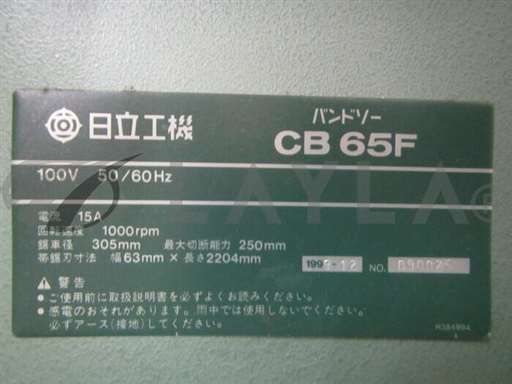 日立工機
バンドソー
CB 65F
100V 50/60Hz
電流 15A
回転速度 1000rpm
鋸車径 305mm 最大切断能力 250mm
帯鋸刃寸法 幅63mm×長さ2204mm
NO.
⚠警告
●ご使用前に取扱説明書を必ずよくお読みください。
●感電のおそれがあります。雨中では使用しないでください。
必ずアース(接地)してください。
LAYLA